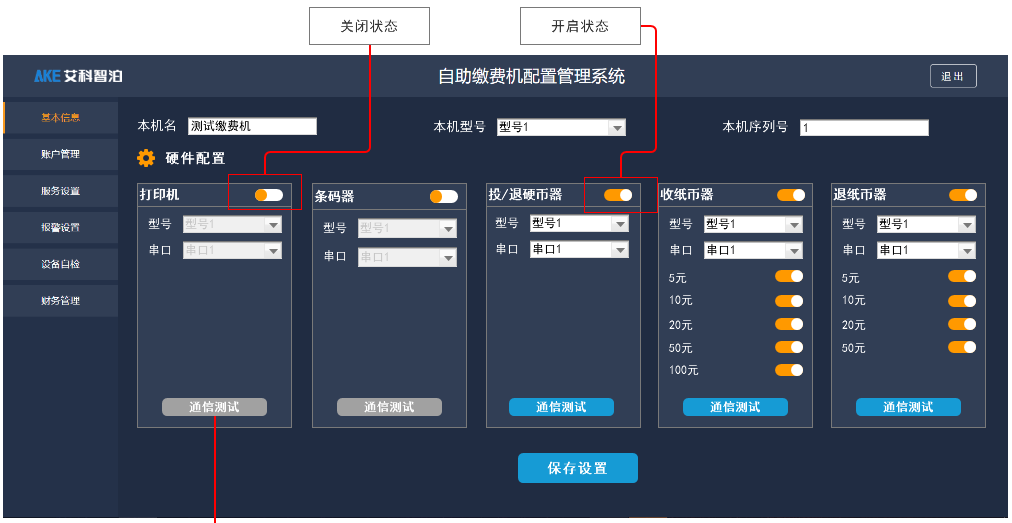 关闭状态
开启状态
AKE 艾科智泊
自助缴费机配置管理系统
退出
基本信息
账户管理
服务设置
报警设置
设备自检
财务管理
本机名 测试缴费机
本机型号 型号1
本机序列号 1
硬件配置
打印机
型号 型号1
串口 串口1
通信测试
条码器
型号 型号1
串口 串口1
通信测试
投/退硬币器
型号 型号1
串口 串口1
通信测试
收纸币器
型号 型号1
串口 串口1
5元
10元
20元
50元
100元
通信测试
退纸币器
型号 型号1
串口 串口1
5元
10元
20元
50元
通信测试
保存设置